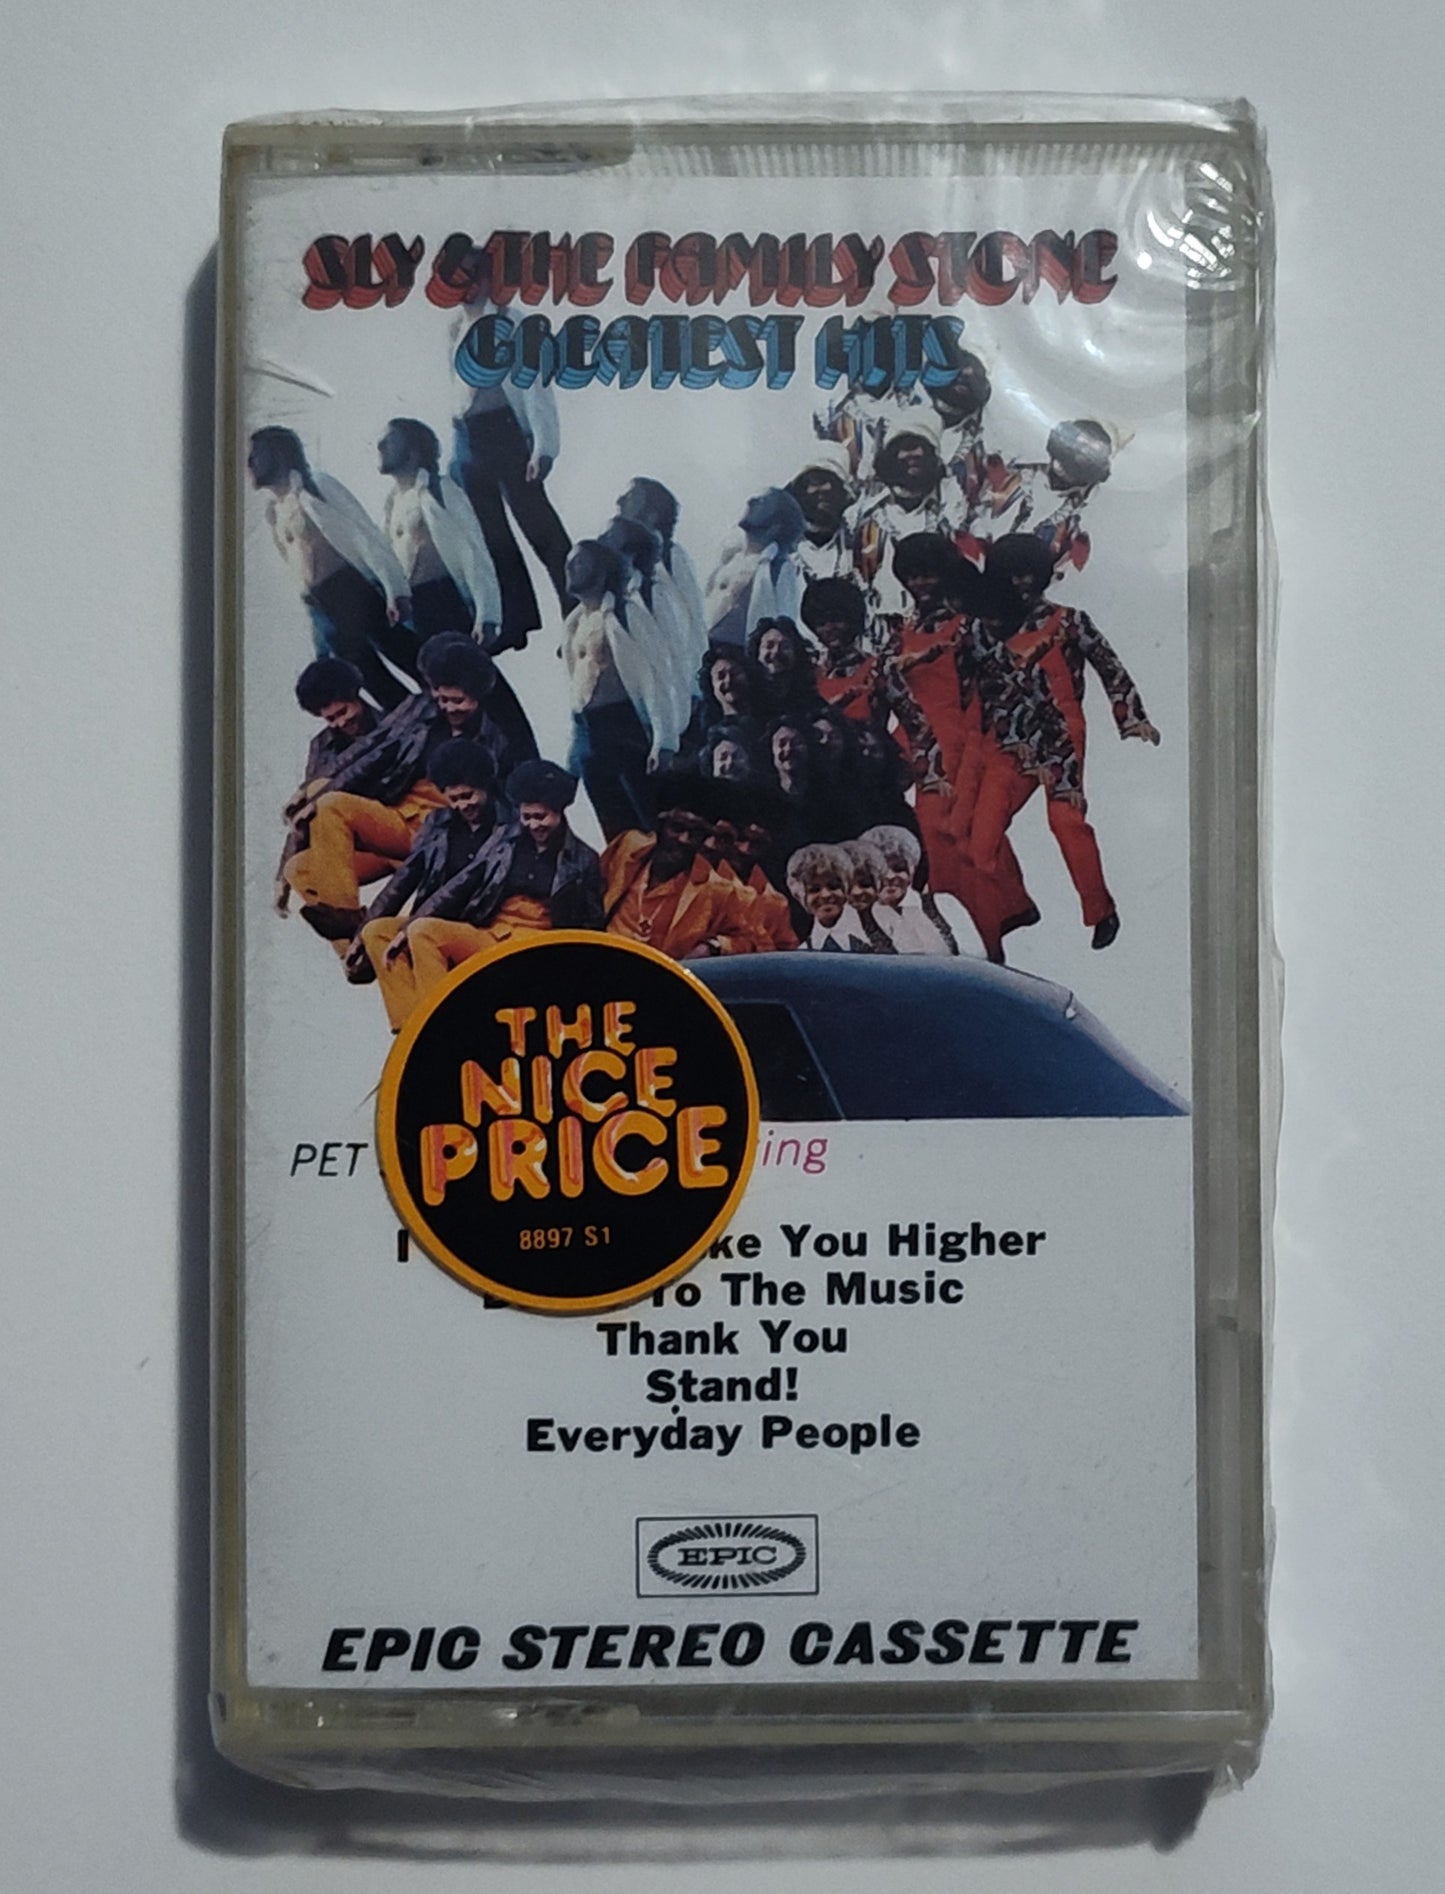 SLY & THE FAMILY STONE
GREATEST HITS
THE
NICE
PRICE
8897 S1
PET
ing
I ke You Higher
To The Music
Thank You
Stand!
Everyday People
EPIC
EPIC STEREO CASSETTE